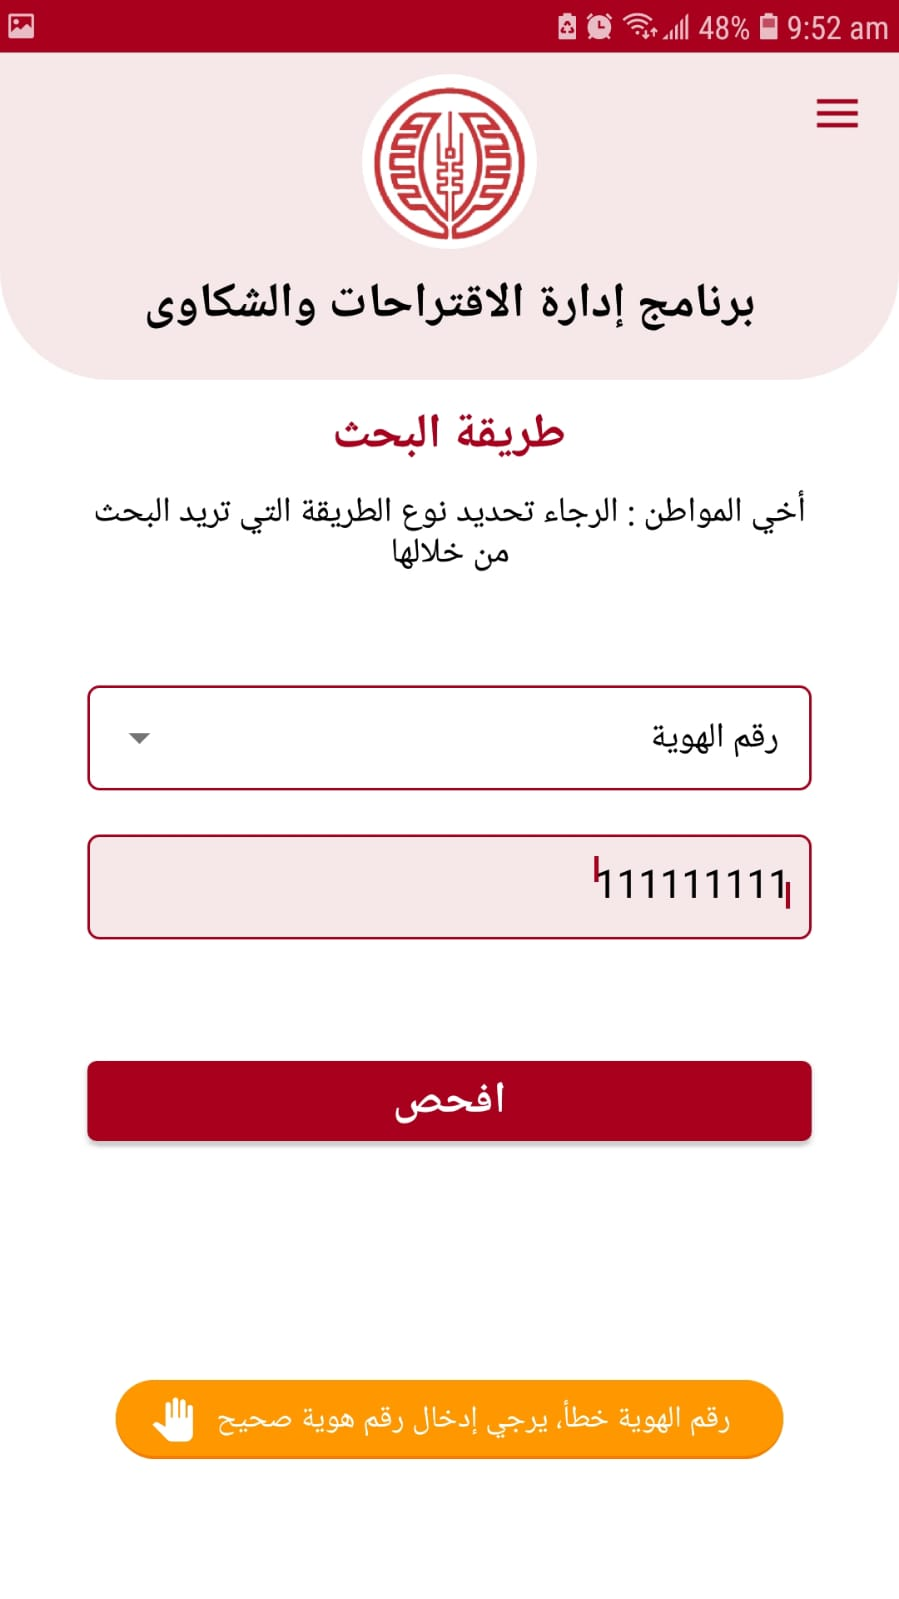 48% 9:52 am
برنامج إدارة الاقتراحات والشكاوى
طريقة البحث
أخي المواطن : الرجاء تحديد نوع الطريقة التي تريد البحث
من خلالها
رقم الهوية
111111111
افحص
رقم الهوية خطأ، يرجي إدخال رقم هوية صحيح